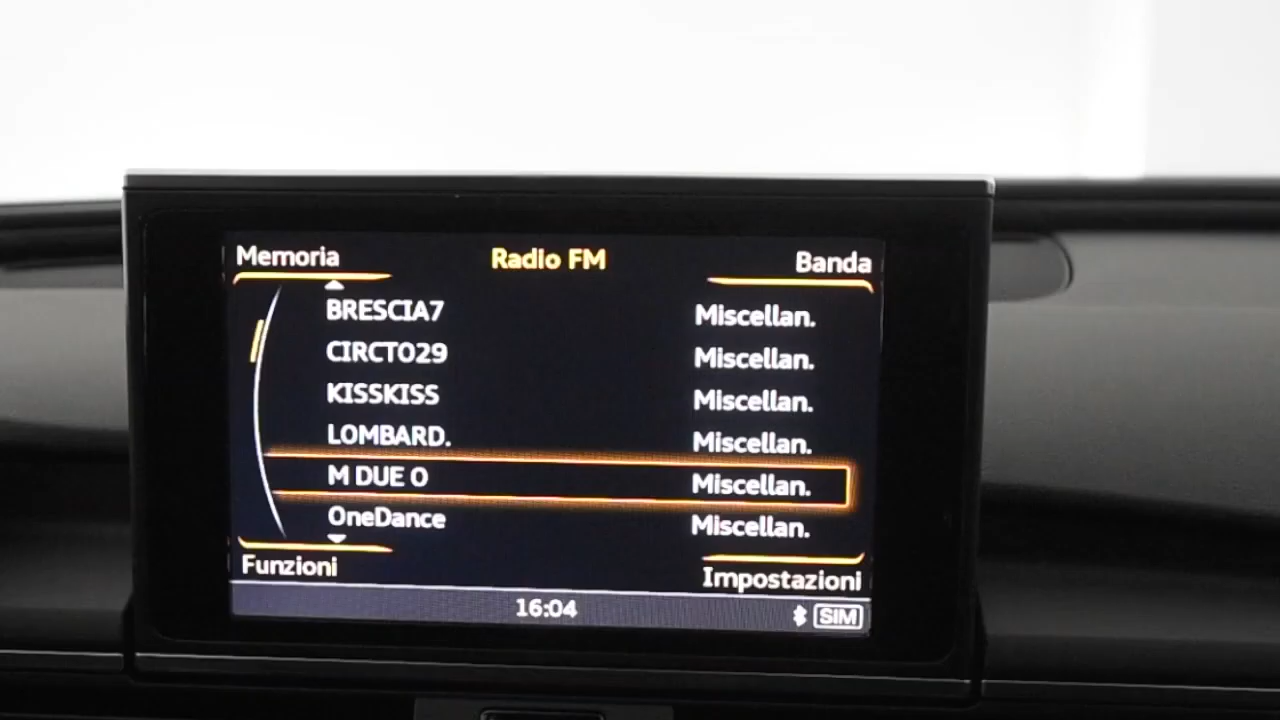 Memoria Radio FM Banda
BRESCIA7 Miscellan.
CIRCTO29 Miscellan.
KISSKISS Miscellan.
LOMBARD. Miscellan.
M DUE O Miscellan.
OneDance Miscellan.
Funzioni Impostazioni
16:04 SIM